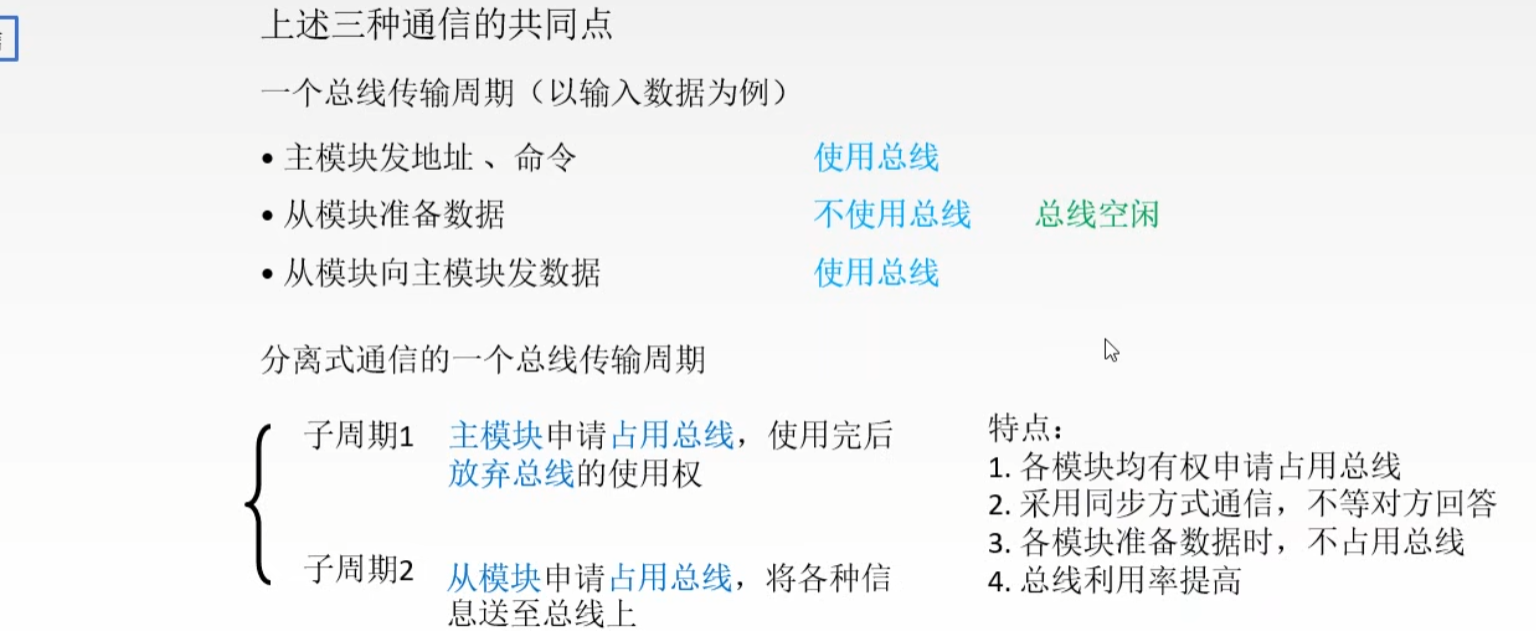 上述三种通信的共同点
一个总线传输周期（以输入数据为例）
• 主模块发地址 、命令 使用总线
• 从模块准备数据 不使用总线 总线空闲
• 从模块向主模块发数据 使用总线
分离式通信的一个总线传输周期
子周期1 主模块申请占用总线，使用完后
放弃总线的使用权
子周期2 从模块申请占用总线，将各种信
息送至总线上
特点：
1. 各模块均有权申请占用总线
2. 采用同步方式通信，不等对方回答
3. 各模块准备数据时，不占用总线
4. 总线利用率提高